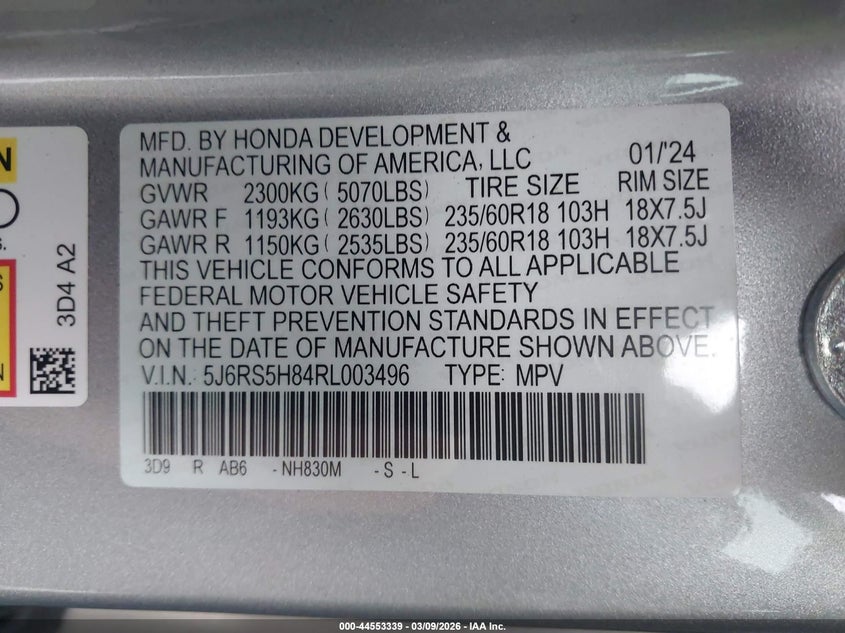 N
S.
S
N
3D4 A2
MFD. BY HONDA DEVELOPMENT &
MANUFACTURING OF AMERICA, LLC 01/'24
GVWR 2300KG ( 5070LBS) TIRE SIZE RIM SIZE
GAWR F 1193KG ( 2630LBS) 235/60R18 103H 18X7.5J
GAWR R 1150KG ( 2535LBS) 235/60R18 103H 18X7.5J
THIS VEHICLE CONFORMS TO ALL APPLICABLE
FEDERAL MOTOR VEHICLE SAFETY
AND THEFT PREVENTION STANDARDS IN EFFECT
ON THE DATE OF MANUFACTURE SHOWN ABOVE.
V.I.N.: 5J6RS5H84RL003496 TYPE: MPV
3D9 R AB6 -NH830M -S -L
000-44553339 - 03/09/2026 - IAA Inc.